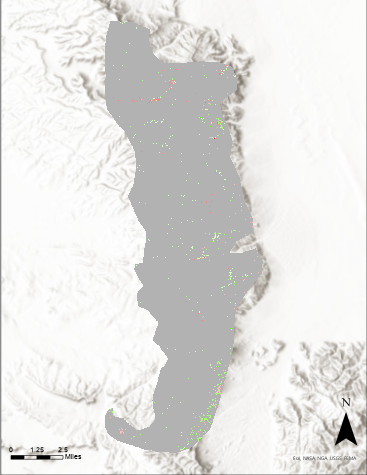 N
0 1.25 2.5
Miles
Esri, NASA, NGA, USGS, FEMA